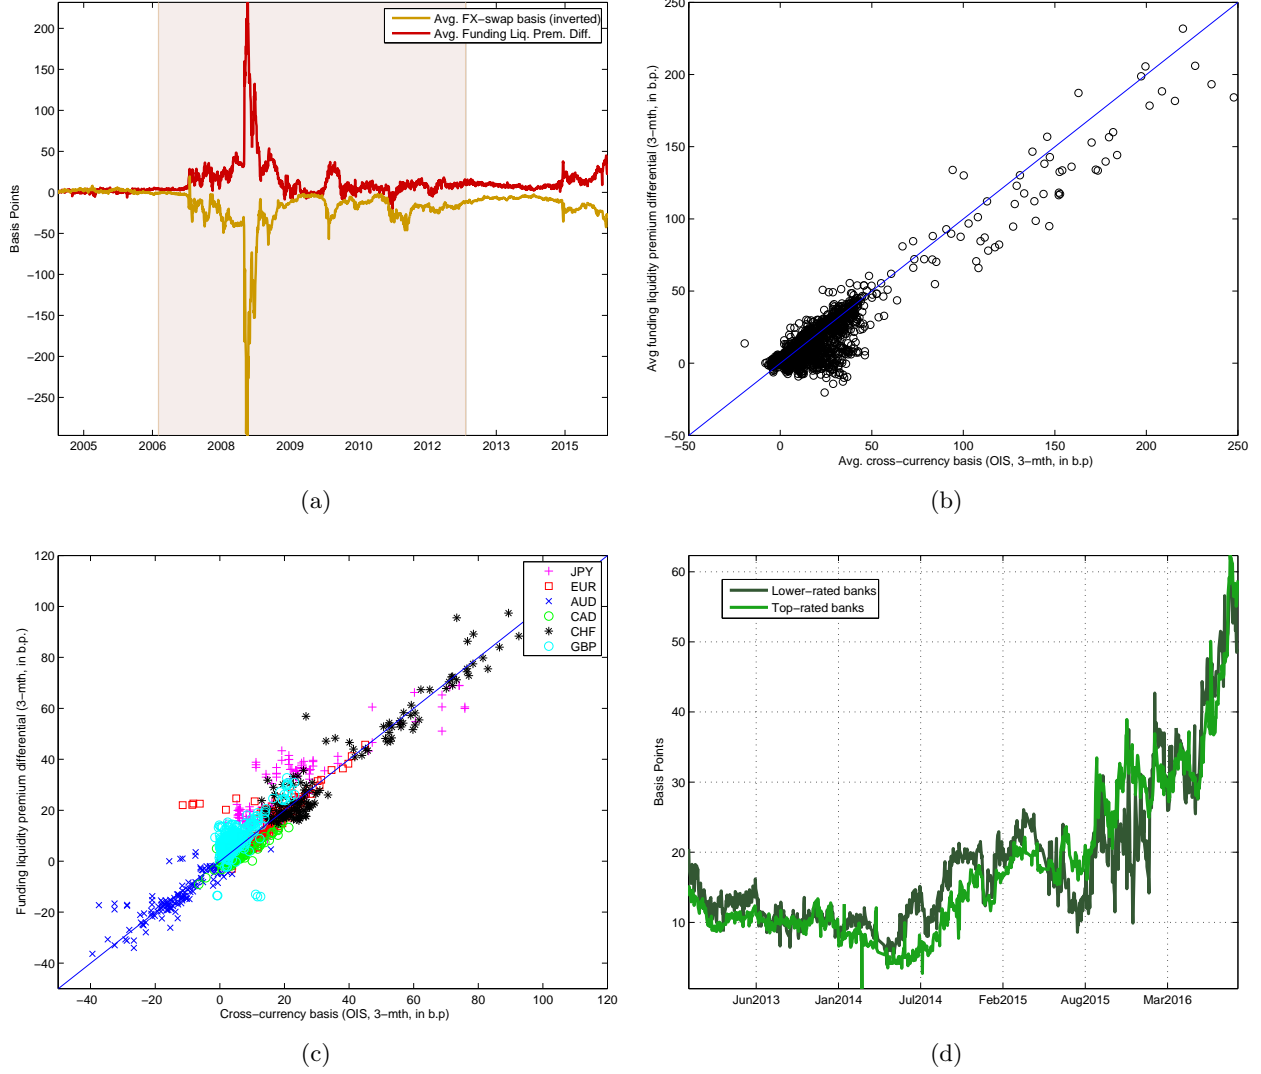 Avg. FX−swap basis (inverted)
Avg. Funding Liq. Prem. Diff.
200
150
100
50
0
−50
−100
−150
−200
−250
Basis Points
2005
2006
2008
2009
2010
2012
2013
2015
(a)
250
200
150
100
50
0
−50
Avg funding liquidity premium differential (3−mth, in b.p.)
−50
0
50
100
150
200
250
Avg. cross−currency basis (OIS, 3−mth, in b.p)
(b)
120
100
80
60
40
20
0
−20
−40
Funding liquidity premium differential (3−mth, in b.p.)
JPY
EUR
AUD
CAD
CHF
GBP
−40
−20
0
20
40
60
80
100
120
Cross−currency basis (OIS, 3−mth, in b.p)
(c)
60
50
40
30
20
10
Basis Points
Lower−rated banks
Top−rated banks
Jun2013
Jan2014
Jul2014
Feb2015
Aug2015
Mar2016
(d)